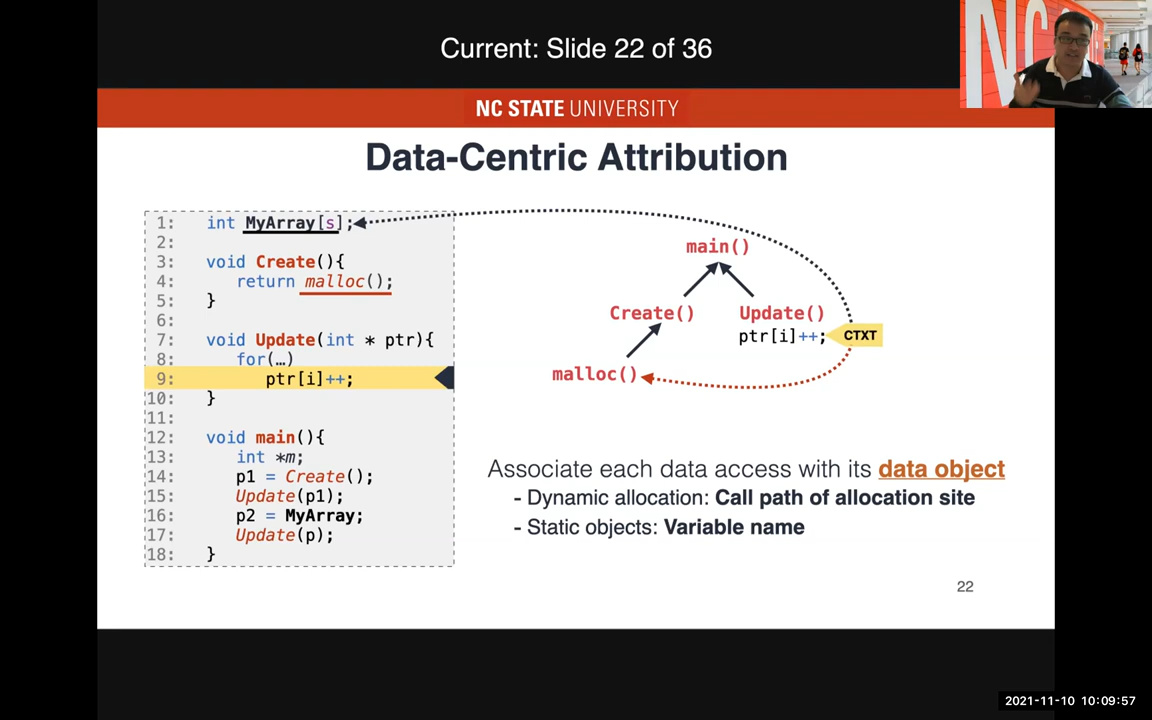 Current: Slide 22 of 36
NC STATE UNIVERSITY
NC
Data-Centric Attribution
1: int MyArray[s];
2:
3: void Create(){
4: return malloc();
5: }
6:
7: void Update(int * ptr){
8: for(…)
9: ptr[i]++;
10: }
11:
12: void main(){
13: int *m;
14: p1 = Create();
15: Update(p1);
16: p2 = MyArray;
17: Update(p);
18: }
main()
Create() Update()
ptr[i]++; CTXT
malloc()
Associate each data access with its data object
- Dynamic allocation: Call path of allocation site
- Static objects: Variable name
22
2021-11-10 10:09:57